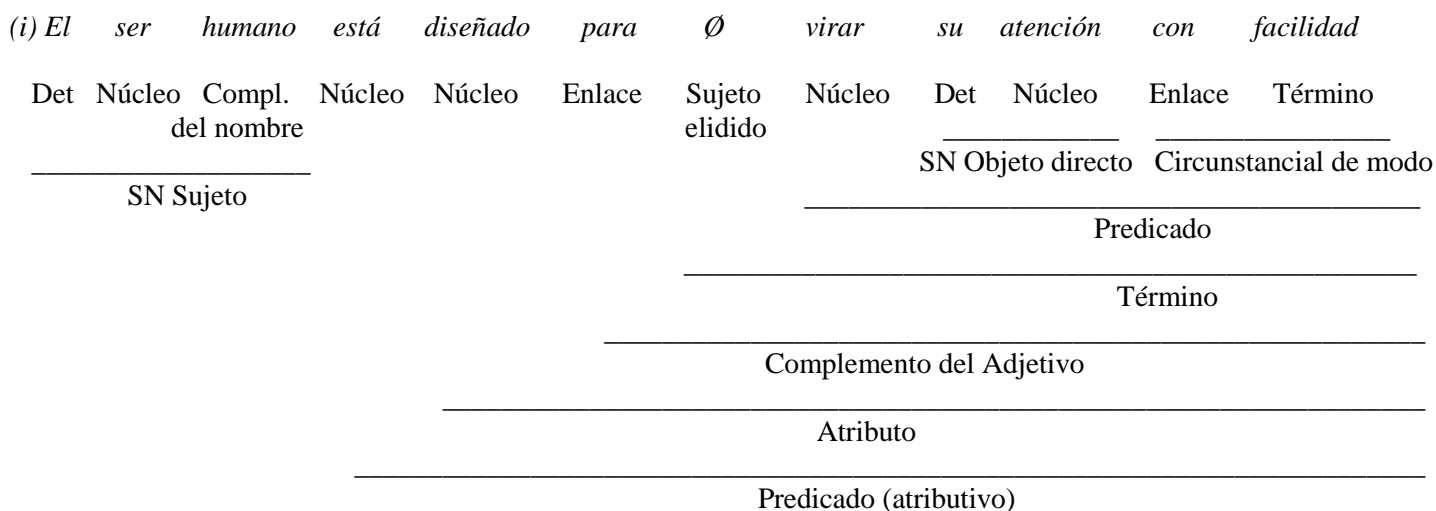 (i) El ser humano está diseñado para Ø virar su atención con facilidad
Det Núcleo Compl. Núcleo Núcleo Enlace Sujeto Núcleo Det Núcleo Enlace Término
del nombre elidido
SN Objeto directo Circunstancial de modo
SN Sujeto
Predicado
Término
Complemento del Adjetivo
Atributo
Predicado (atributivo)